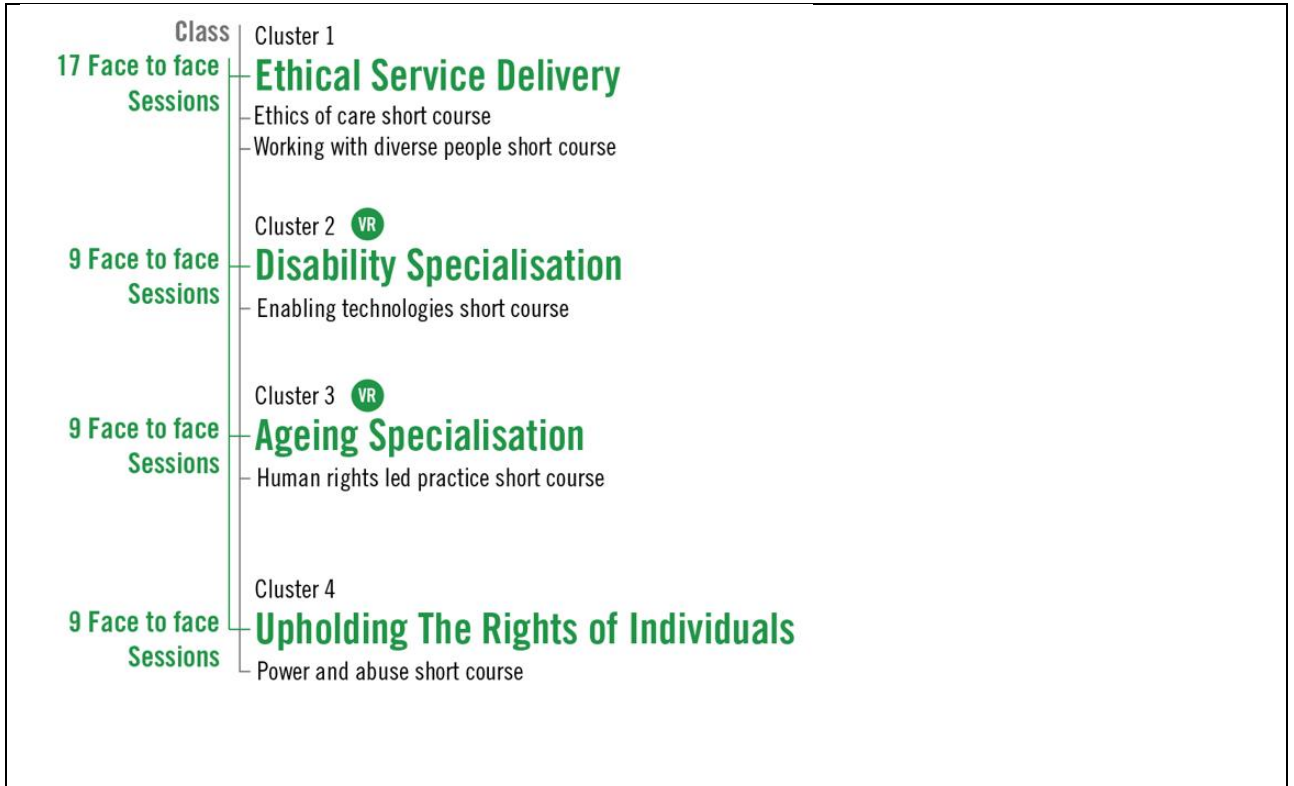 Class
Cluster 1
17 Face to face
Sessions
Ethical Service Delivery
Ethics of care short course
Working with diverse people short course
Cluster 2 VR
9 Face to face
Sessions
Disability Specialisation
Enabling technologies short course
Cluster 3 VR
9 Face to face
Sessions
Ageing Specialisation
Human rights led practice short course
Cluster 4
9 Face to face
Sessions
Upholding The Rights of Individuals
Power and abuse short course